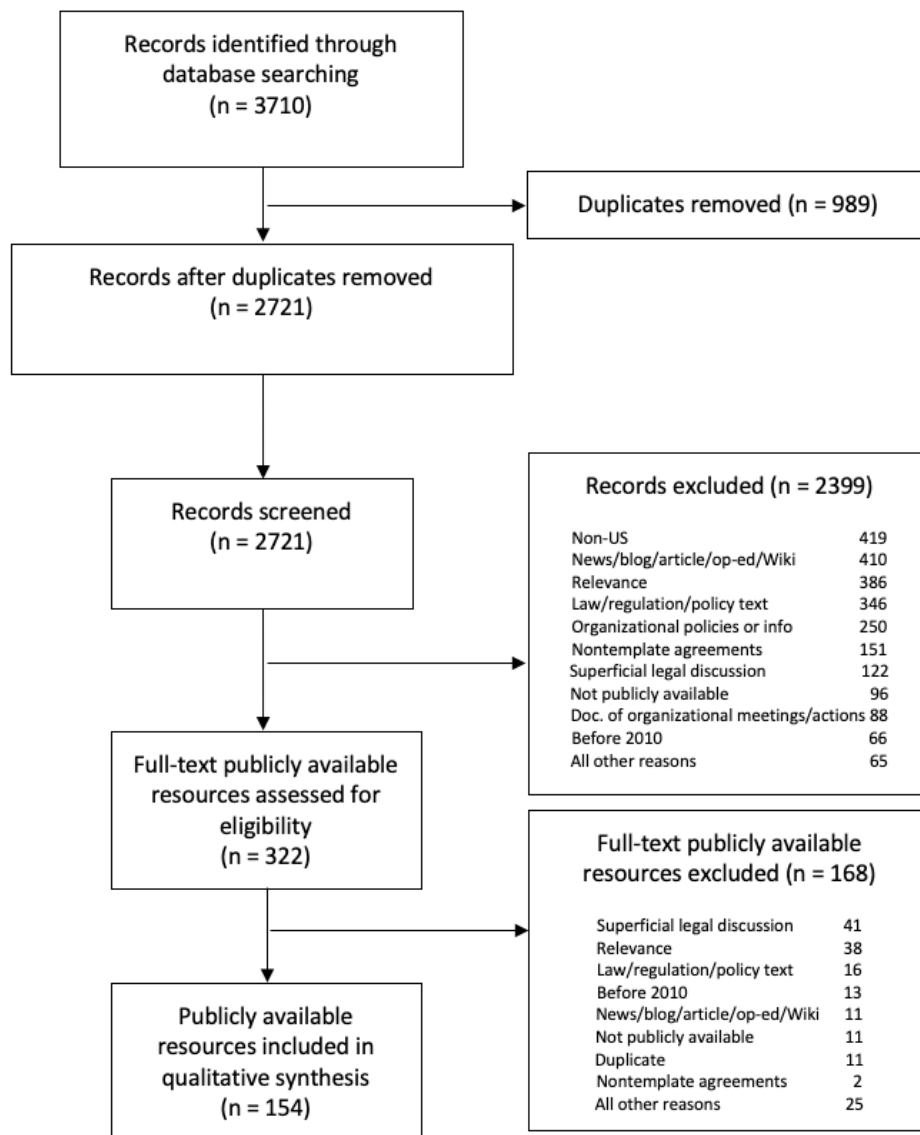 Records identified through
database searching
(n = 3710)
Duplicates removed (n = 989)
Records after duplicates removed
(n = 2721)
Records screened
(n = 2721)
Records excluded (n = 2399)
Non-US 419
News/blog/article/op-ed/Wiki 410
Relevance 386
Law/regulation/policy text 346
Organizational policies or info 250
Nontemplate agreements 151
Superficial legal discussion 122
Not publicly available 96
Doc. of organizational meetings/actions 88
Before 2010 66
All other reasons 65
Full-text publicly available
resources assessed for
eligibility
(n = 322)
Full-text publicly available
resources excluded (n = 168)
Superficial legal discussion 41
Relevance 38
Law/regulation/policy text 16
Before 2010 13
News/blog/article/op-ed/Wiki 11
Not publicly available 11
Duplicate 11
Nontemplate agreements 2
All other reasons 25
Publicly available
resources included in
qualitative synthesis
(n = 154)